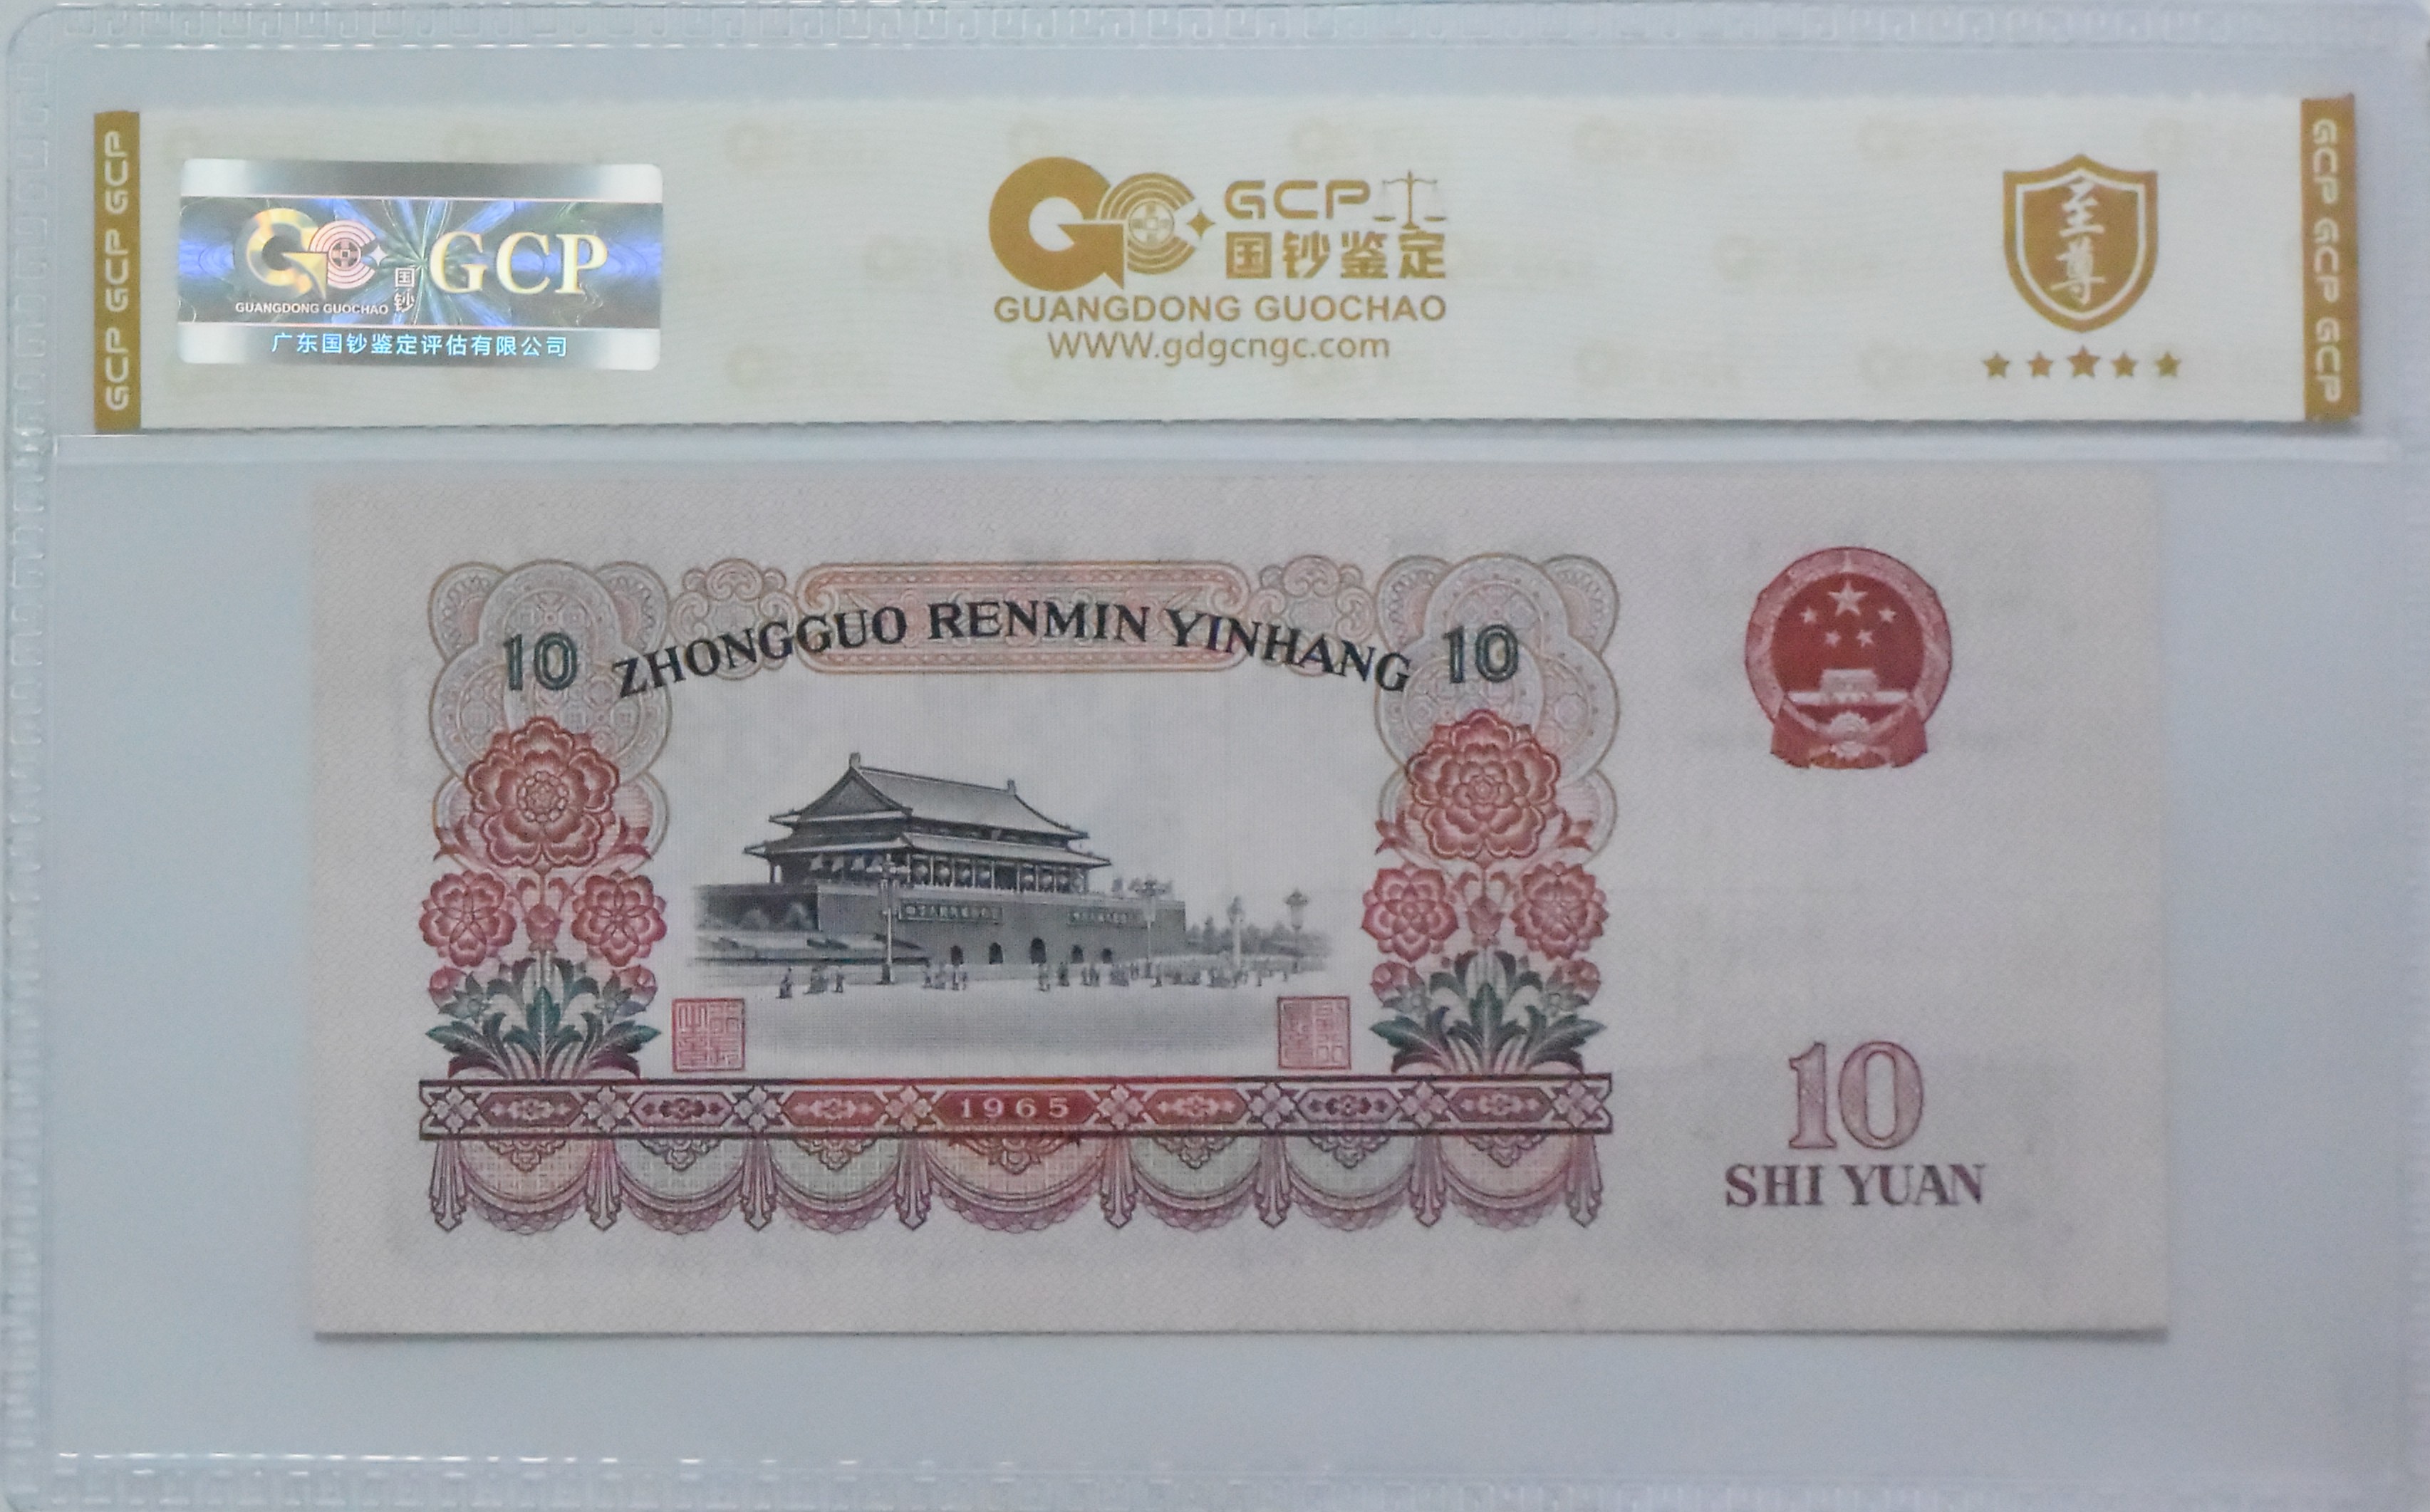 GCP GCP GCP
GCP
国钞
GUANGDONG GUOCHAO
广东国钞鉴定评估有限公司
GCP
国钞鉴定
GUANGDONG GUOCHAO
WWW.gdgcngc.com
至尊
GCP GCP GCP
10 ZHONGGUO RENMIN YINHANG 10
1965
10
SHI YUAN